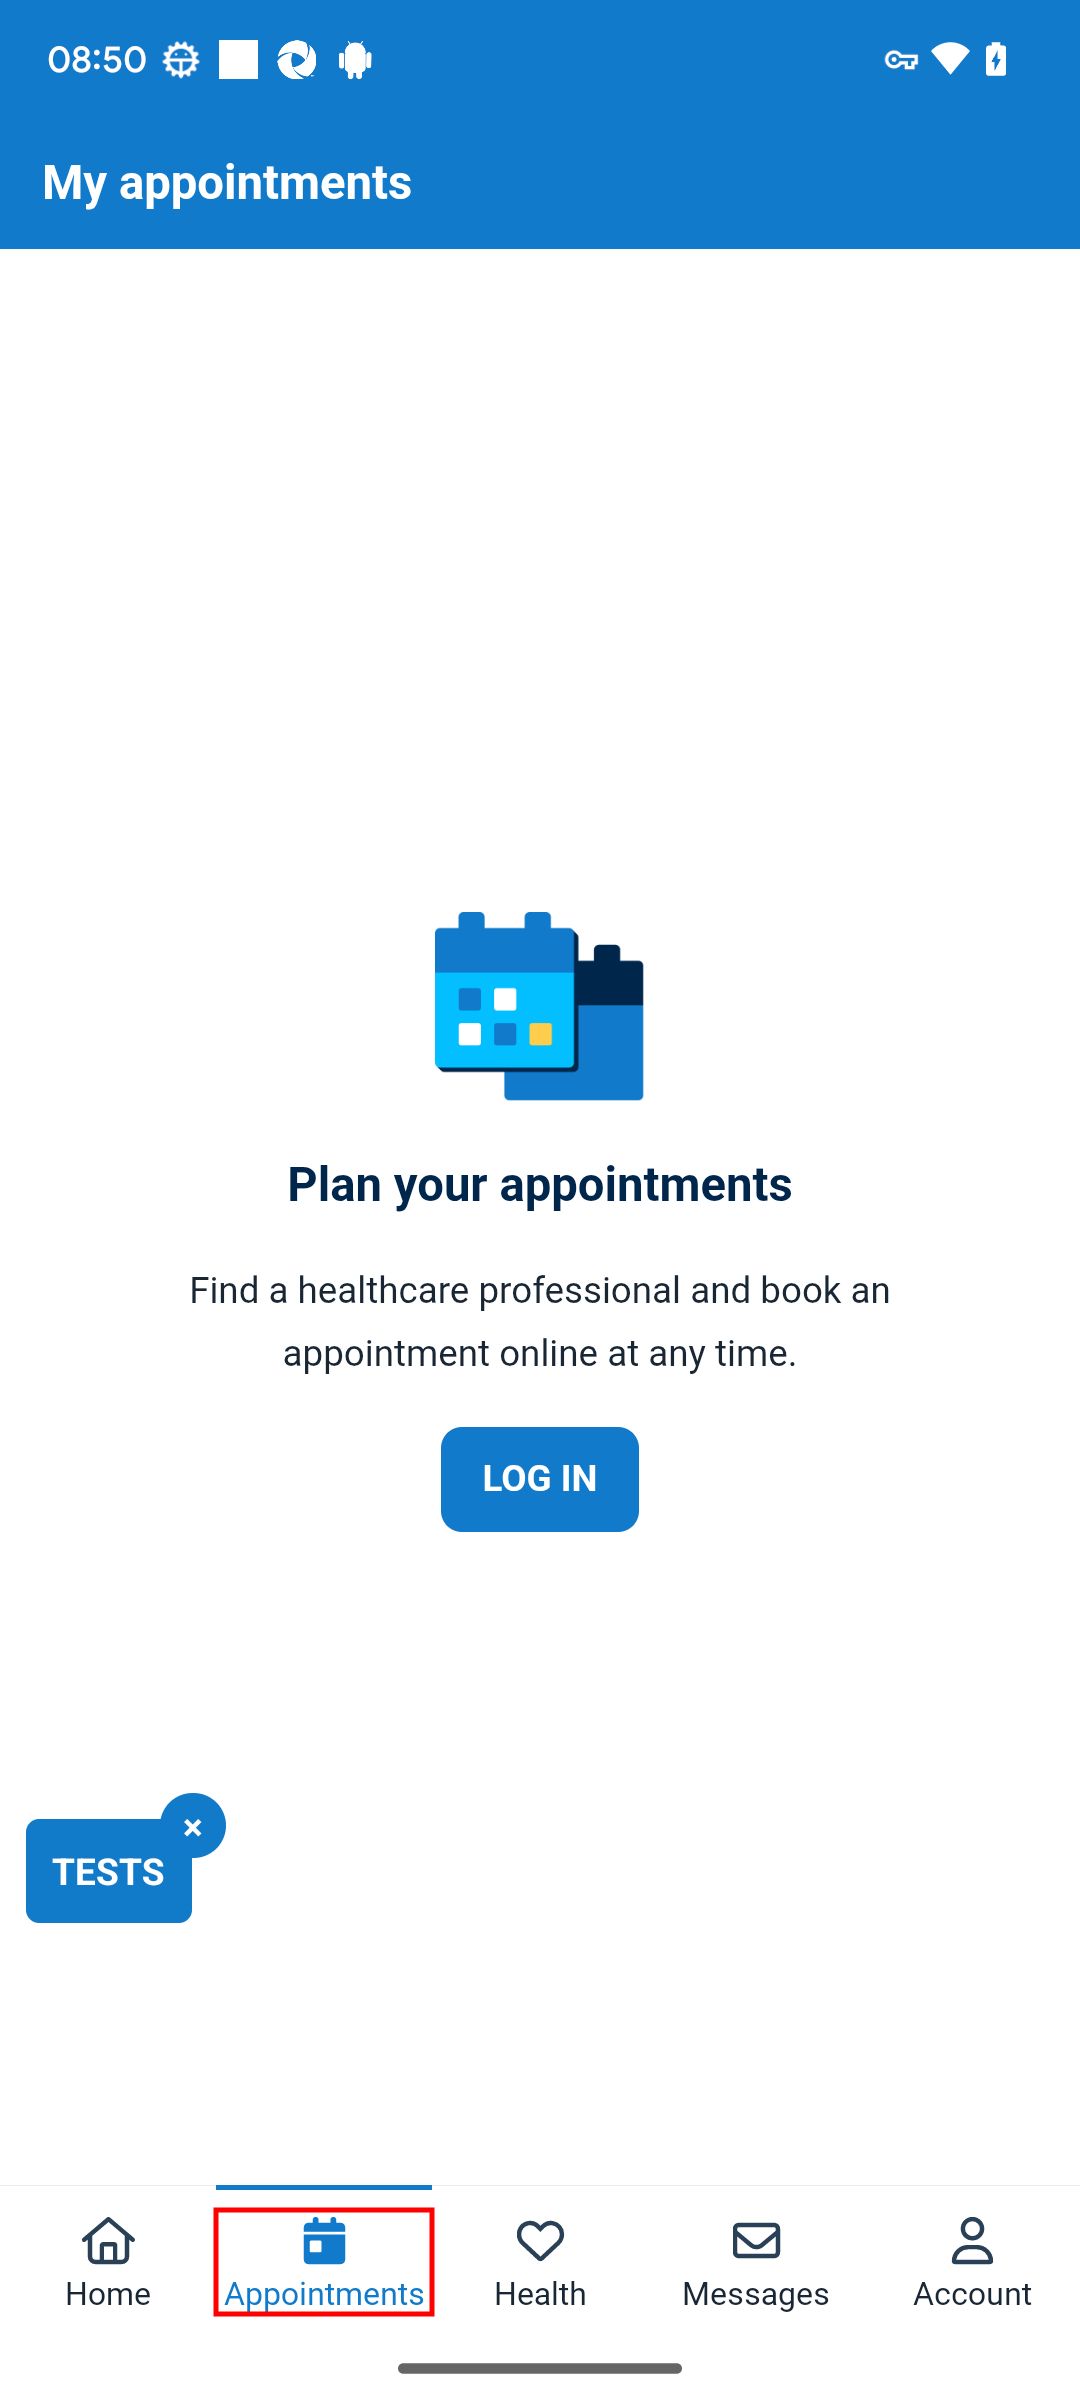 08:50
My appointments
Plan your appointments
Find a healthcare professional and book an
appointment online at any time.
LOG IN
×
TESTS
Home
Appointments
Health
Messages
Account